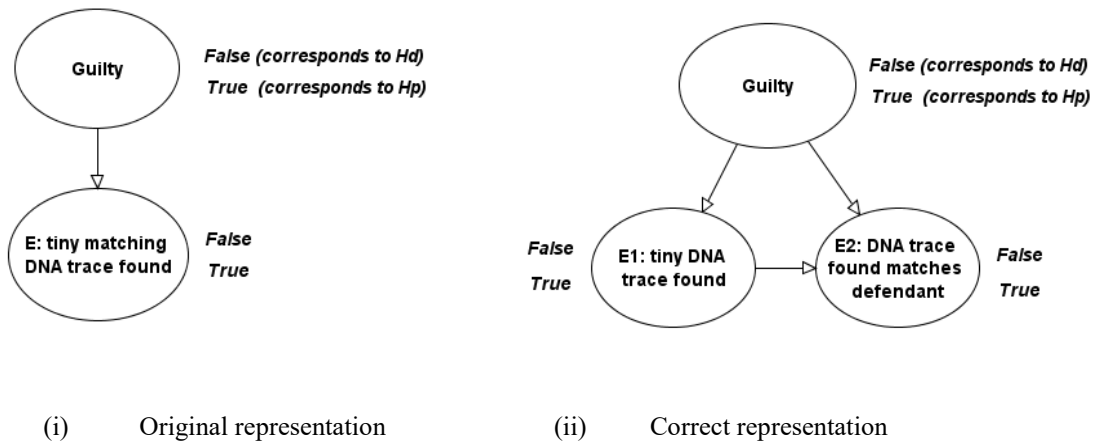 Guilty
False (corresponds to Hd)
True (corresponds to Hp)
E: tiny matching
DNA trace found
False
True
Guilty
False (corresponds to Hd)
True (corresponds to Hp)
False
True
E1: tiny DNA
trace found
E2: DNA trace
found matches
defendant
False
True
(i) Original representation
(ii) Correct representation